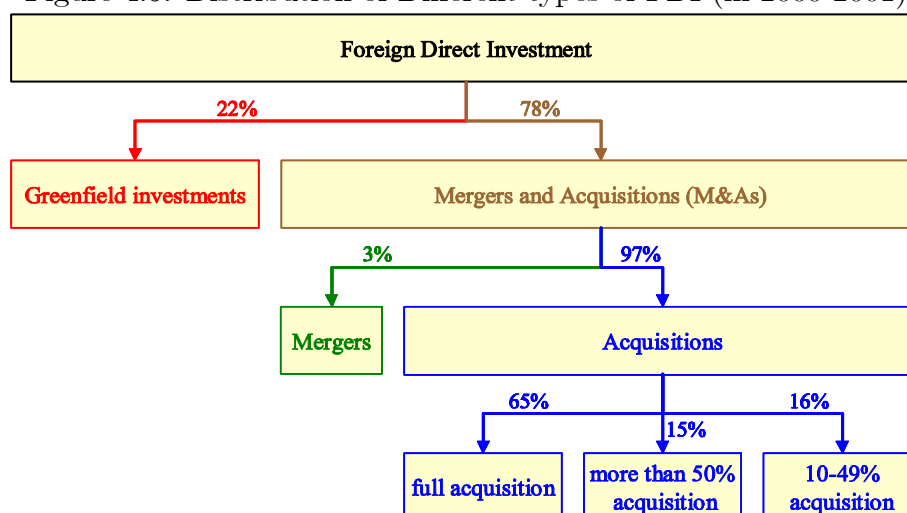 Foreign Direct Investment
22%
78%
Greenfield investments
Mergers and Acquisitions (M&As)
3%
97%
Mergers
Acquisitions
65%
15%
16%
full acquisition
more than 50%
acquisition
10-49%
acquisition